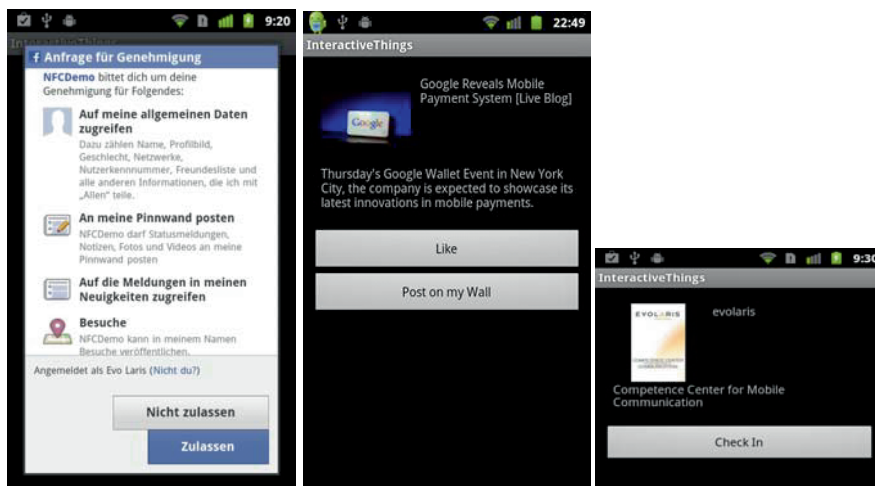 9:20
InteractiveThings
Anfrage für Genehmigung
NFCDemo bittet dich um deine
Genehmigung für Folgendes:
Auf meine allgemeinen Daten
zugreifen
Dazu zählen Name, Profilbild,
Geschlecht, Netzwerke,
Nutzerkennnummer, Freundesliste und
alle anderen Informationen, die ich mit
„Allen" teile.
An meine Pinnwand posten
NFCDemo darf Statusmeldungen,
Notizen, Fotos und Videos an meine
Pinnwand posten
Auf die Meldungen in meinen
Neuigkeiten zugreifen
Besuche
NFCDemo kann in meinem Namen
Besuche veröffentlichen.
Angemeldet als Evo Laris (Nicht du?)
Nicht zulassen
Zulassen
22:49
InteractiveThings
Google Reveals Mobile
Payment System [Live Blog]
Google
Thursday's Google Wallet Event in New York
City, the company is expected to showcase its
latest innovations in mobile payments.
Like
Post on my Wall
9:30
InteractiveThings
EVOLARIS
evolaris
Competence Center for Mobile
Communication
Check In